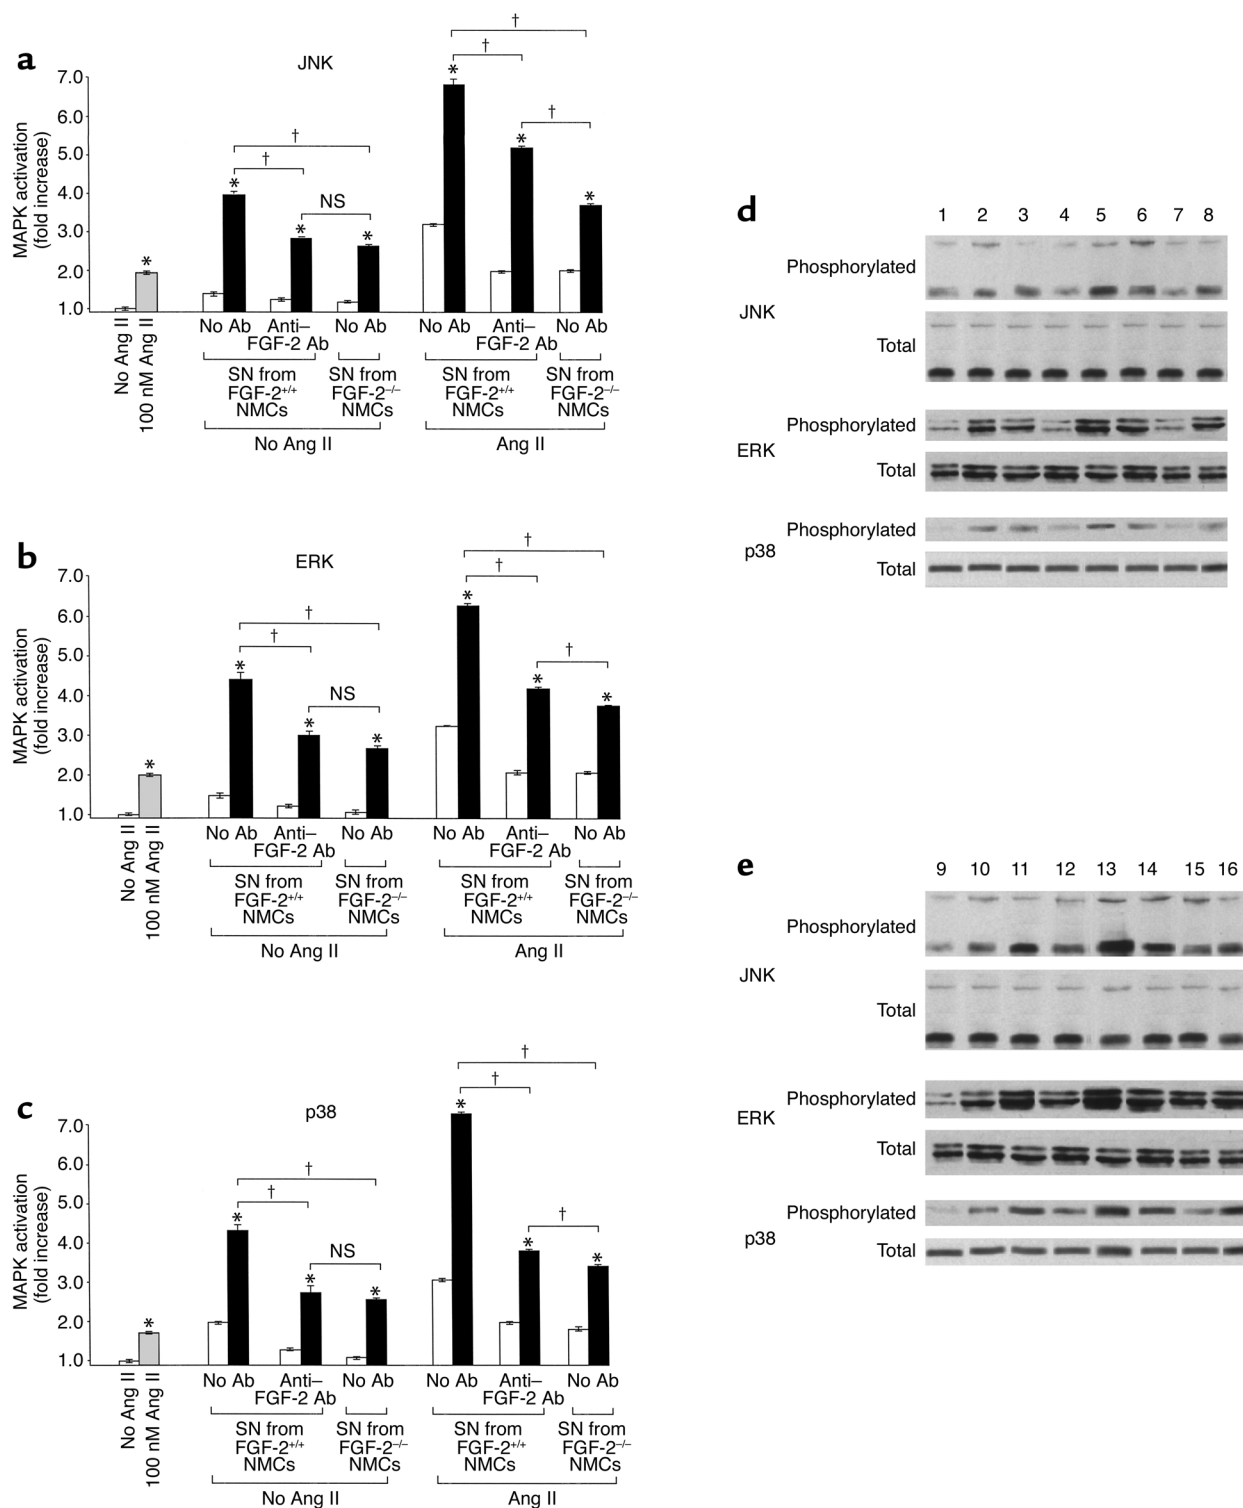 a
JNK
MAPK activation
(fold increase)
7.0
6.0
5.0
4.0
3.0
2.0
1.0
*
*
*
*
*
*
*
†
†
NS
†
†
†
No Ang II
100 nM Ang II
No Ab
Anti–
FGF-2 Ab
No Ab
No Ab
Anti–
FGF-2 Ab
No Ab
SN from
FGF-2+/+
NMCs
SN from
FGF-2–/–
NMCs
SN from
FGF-2+/+
NMCs
SN from
FGF-2–/–
NMCs
No Ang II
Ang II
b
ERK
MAPK activation
(fold increase)
7.0
6.0
5.0
4.0
3.0
2.0
1.0
*
*
*
*
*
*
*
†
†
NS
†
†
†
No Ang II
100 nM Ang II
No Ab
Anti–
FGF-2 Ab
No Ab
No Ab
Anti–
FGF-2 Ab
No Ab
SN from
FGF-2+/+
NMCs
SN from
FGF-2–/–
NMCs
SN from
FGF-2+/+
NMCs
SN from
FGF-2–/–
NMCs
No Ang II
Ang II
c
p38
MAPK activation
(fold increase)
7.0
6.0
5.0
4.0
3.0
2.0
1.0
*
*
*
*
*
*
*
†
†
NS
†
†
†
No Ang II
100 nM Ang II
No Ab
Anti–
FGF-2 Ab
No Ab
No Ab
Anti–
FGF-2 Ab
No Ab
SN from
FGF-2+/+
NMCs
SN from
FGF-2–/–
NMCs
SN from
FGF-2+/+
NMCs
SN from
FGF-2–/–
NMCs
No Ang II
Ang II
d
1 2 3 4 5 6 7 8
Phosphorylated
JNK
Total
Phosphorylated
ERK
Total
Phosphorylated
p38
Total
e
9 10 11 12 13 14 15 16
Phosphorylated
JNK
Total
Phosphorylated
ERK
Total
Phosphorylated
p38
Total